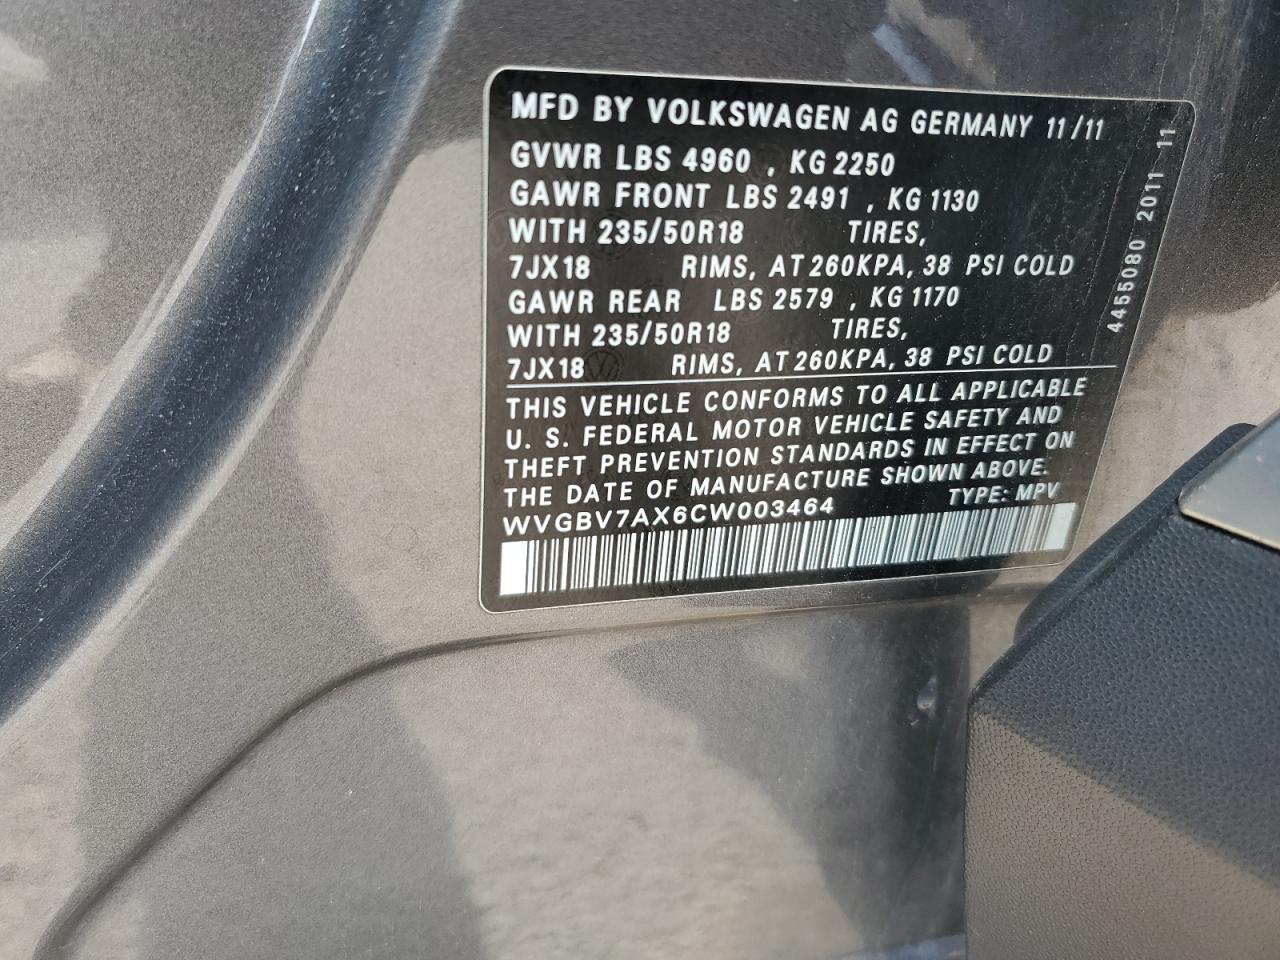 MFD BY VOLKSWAGEN AG GERMANY 11/11
GVWR LBS 4960 , KG 2250
GAWR FRONT LBS 2491 , KG 1130
WITH 235/50R18 TIRES,
7JX18 RIMS, AT 260KPA, 38 PSI COLD
GAWR REAR LBS 2579 , KG 1170
WITH 235/50R18 TIRES,
7JX18 RIMS, AT 260KPA, 38 PSI COLD
THIS VEHICLE CONFORMS TO ALL APPLICABLE
U. S. FEDERAL MOTOR VEHICLE SAFETY AND
THEFT PREVENTION STANDARDS IN EFFECT ON
THE DATE OF MANUFACTURE SHOWN ABOVE.
WVGBV7AX6CW003464 TYPE: MPV
4455080 2011 11